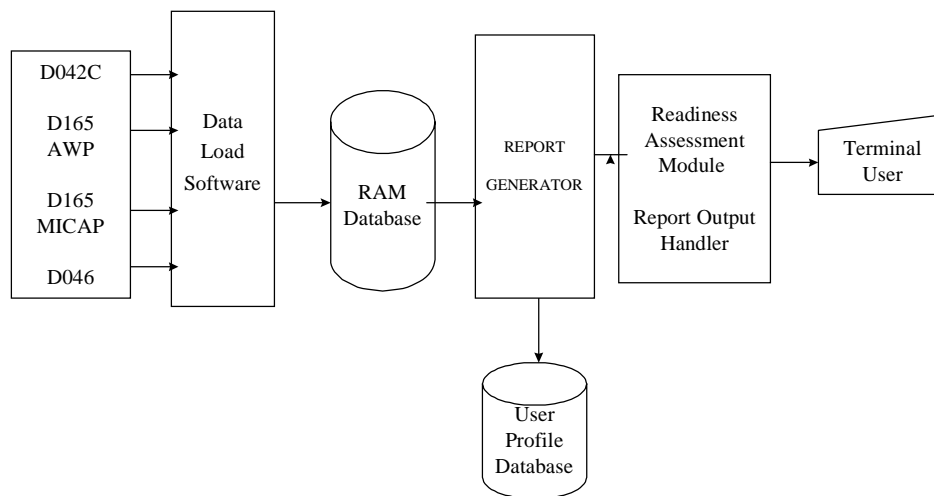 D042C
D165
AWP
D165
MICAP
D046
Data
Load
Software
RAM
Database
REPORT
GENERATOR
Readiness
Assessment
Module
Report Output
Handler
Terminal
User
User
Profile
Database